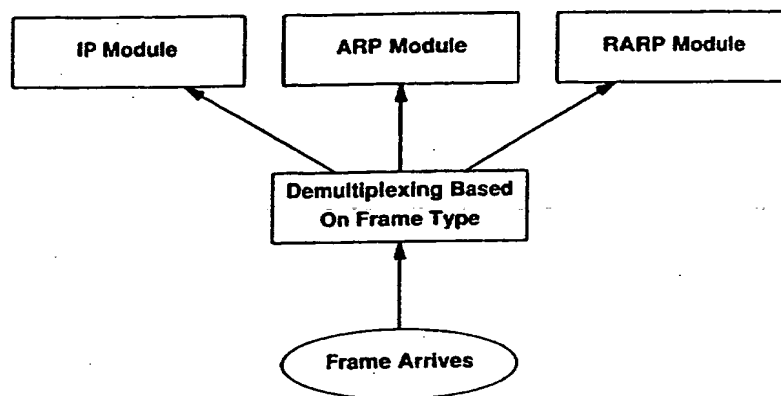 IP Module
ARP Module
RARP Module
Demultiplexing Based
On Frame Type
Frame Arrives